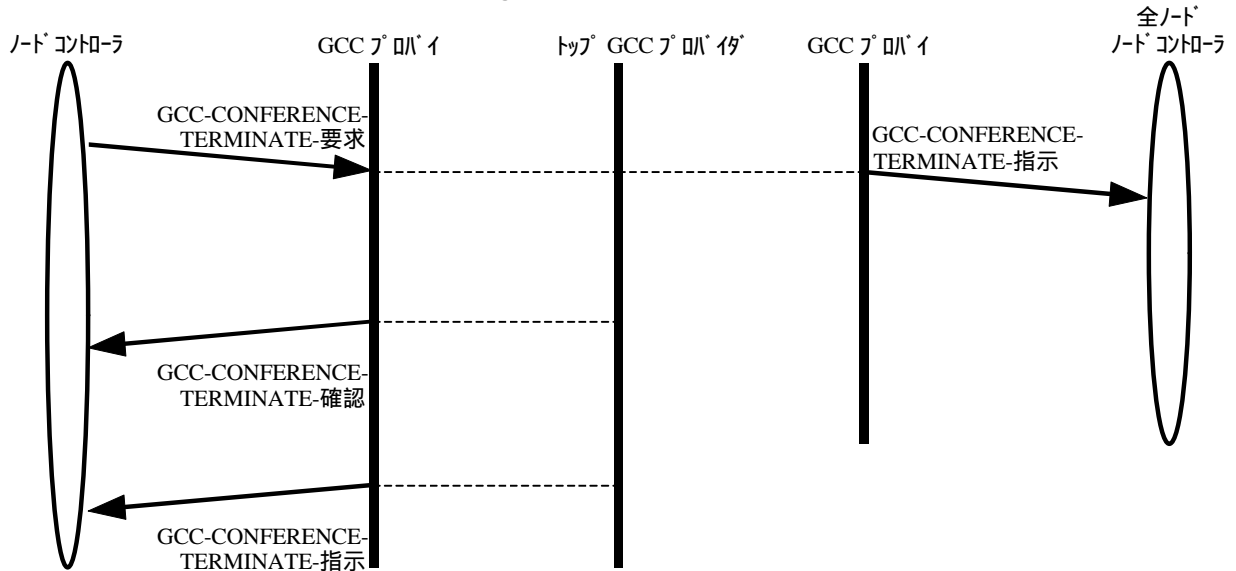 全ﾉｰﾄﾞ
ﾉｰﾄﾞｺﾝﾄﾛｰﾗ
GCCﾌﾟﾛﾊﾞｲ
ﾄｯﾌﾟGCCﾌﾟﾛﾊﾞｲﾀﾞ
GCCﾌﾟﾛﾊﾞｲ
ﾉｰﾄﾞｺﾝﾄﾛｰﾗ
GCC-CONFERENCE-
TERMINATE-要求
GCC-CONFERENCE-
TERMINATE-指示
GCC-CONFERENCE-
TERMINATE-確認
GCC-CONFERENCE-
TERMINATE-指示